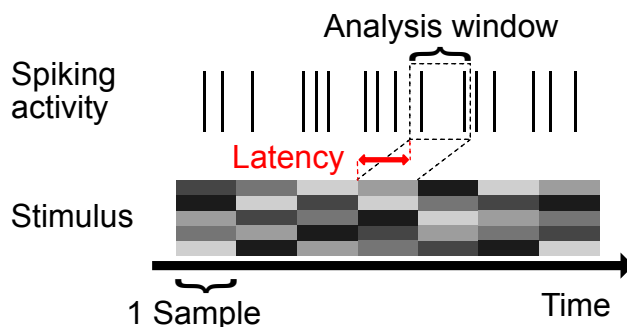 Analysis window
Spiking
activity
Latency
Stimulus
1 Sample
Time